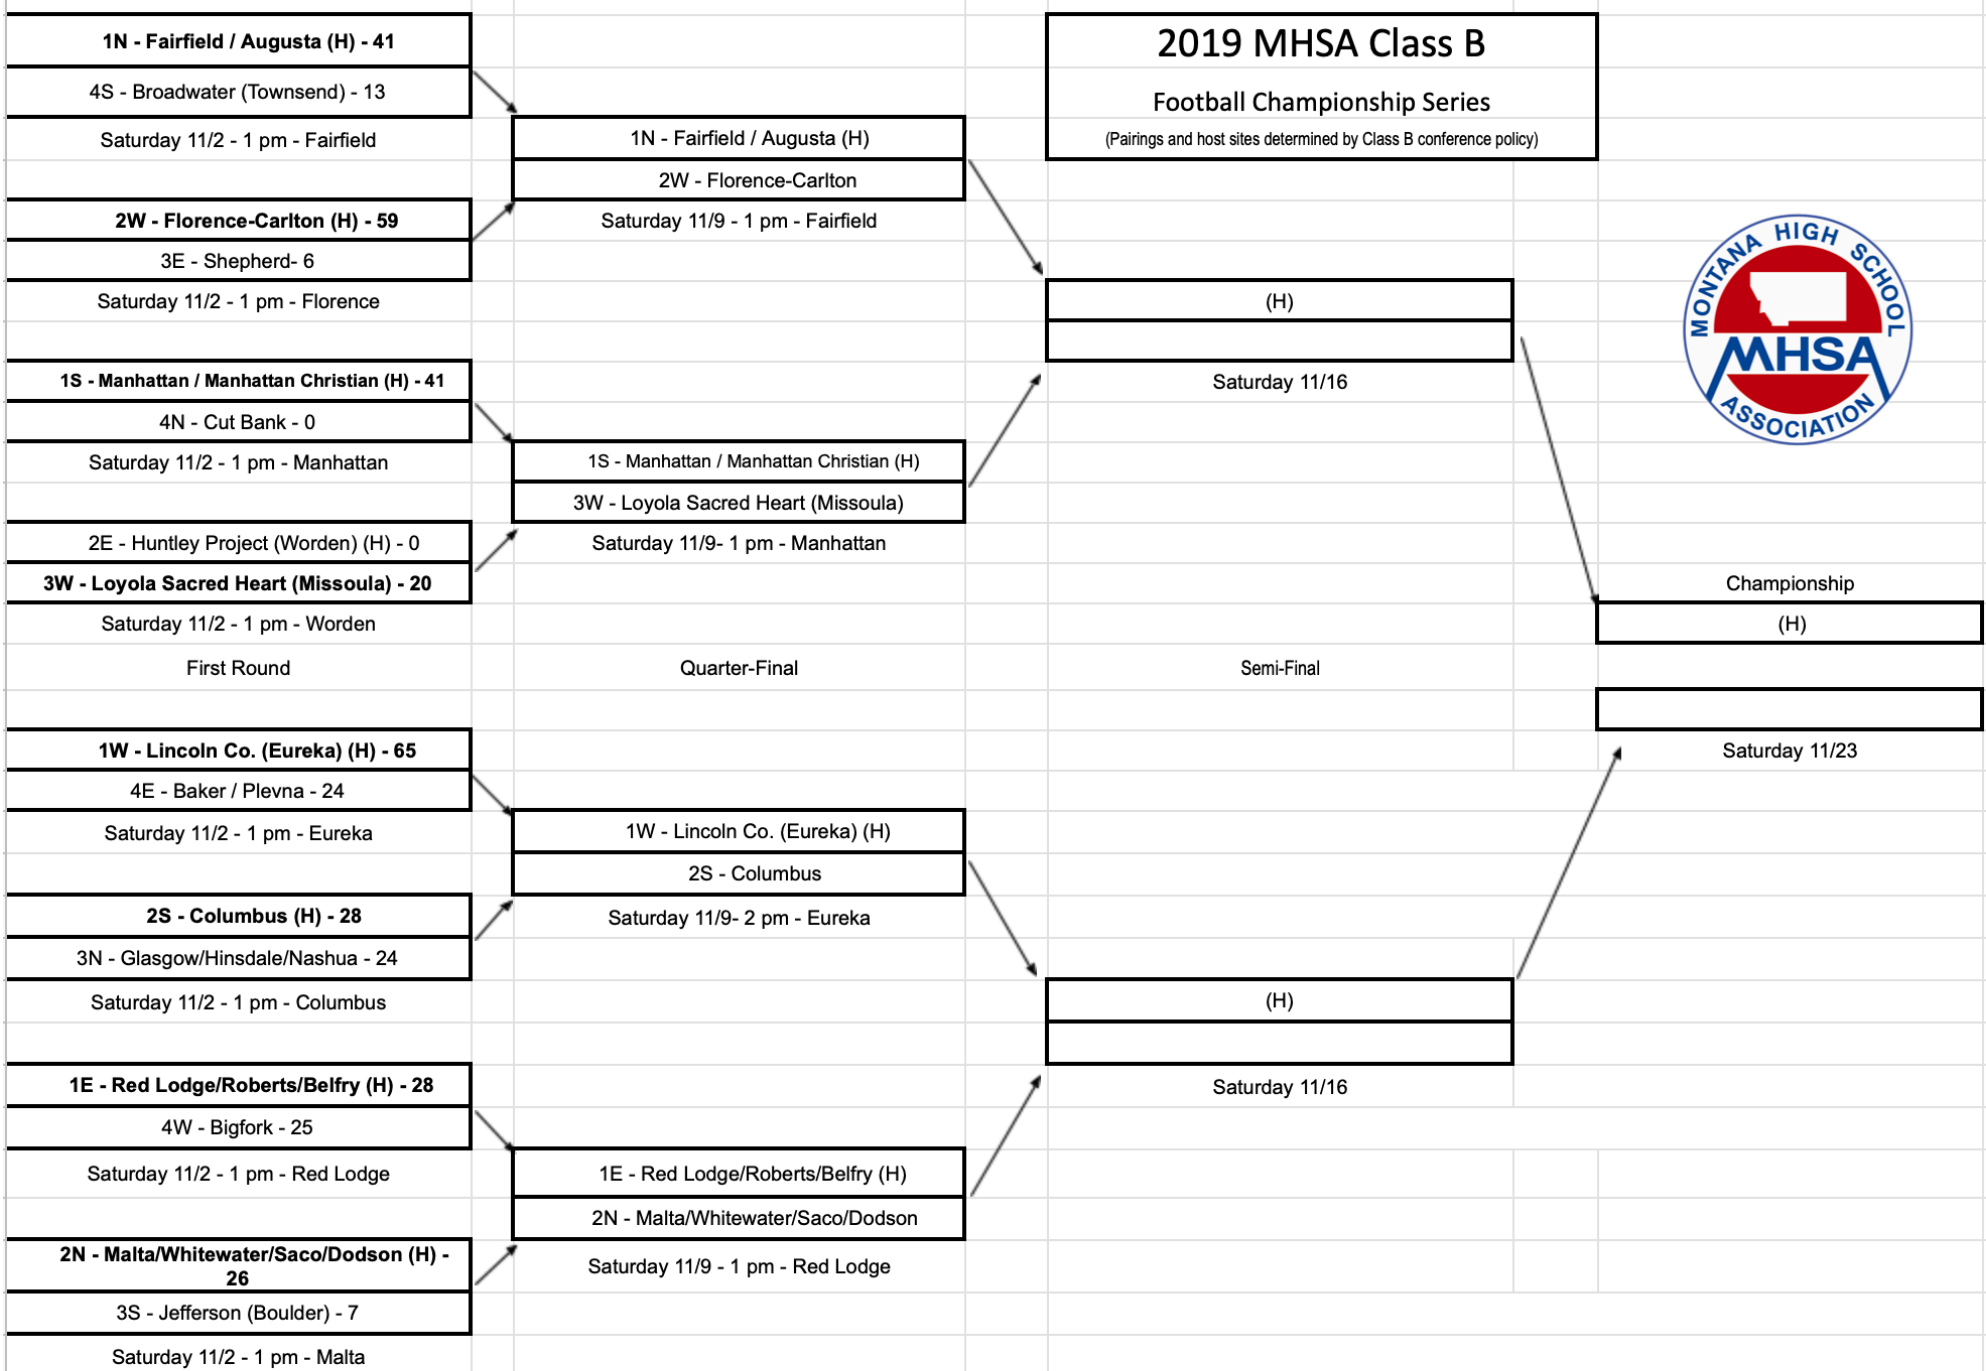 1N - Fairfield / Augusta (H) - 41
4S - Broadwater (Townsend) - 13
Saturday 11/2 - 1 pm - Fairfield
2W - Florence-Carlton (H) - 59
3E - Shepherd- 6
Saturday 11/2 - 1 pm - Florence
1S - Manhattan / Manhattan Christian (H) - 41
4N - Cut Bank - 0
Saturday 11/2 - 1 pm - Manhattan
2E - Huntley Project (Worden) (H) - 0
3W - Loyola Sacred Heart (Missoula) - 20
Saturday 11/2 - 1 pm - Worden
First Round
1W - Lincoln Co. (Eureka) (H) - 65
4E - Baker / Plevna - 24
Saturday 11/2 - 1 pm - Eureka
2S - Columbus (H) - 28
3N - Glasgow/Hinsdale/Nashua - 24
Saturday 11/2 - 1 pm - Columbus
1E - Red Lodge/Roberts/Belfry (H) - 28
4W - Bigfork - 25
Saturday 11/2 - 1 pm - Red Lodge
2N - Malta/Whitewater/Saco/Dodson (H) -
26
3S - Jefferson (Boulder) - 7
Saturday 11/2 - 1 pm - Malta
1N - Fairfield / Augusta (H)
2W - Florence-Carlton
Saturday 11/9 - 1 pm - Fairfield
1S - Manhattan / Manhattan Christian (H)
3W - Loyola Sacred Heart (Missoula)
Saturday 11/9- 1 pm - Manhattan
Quarter-Final
1W - Lincoln Co. (Eureka) (H)
2S - Columbus
Saturday 11/9- 2 pm - Eureka
1E - Red Lodge/Roberts/Belfry (H)
2N - Malta/Whitewater/Saco/Dodson
Saturday 11/9 - 1 pm - Red Lodge
2019 MHSA Class B
Football Championship Series
(Pairings and host sites determined by Class B conference policy)
(H)
Saturday 11/16
Semi-Final
(H)
Saturday 11/16
MONTANA HIGH SCHOOL
MHSA
ASSOCIATION
Championship
(H)
Saturday 11/23